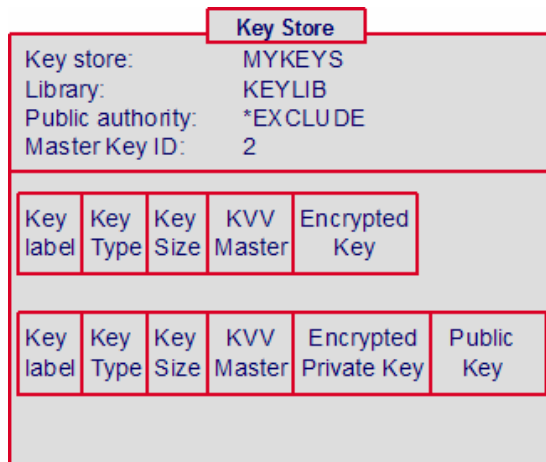 Key Store
Key store: MYKEYS
Library: KEYLIB
Public authority: *EXCLUDE
Master Key ID: 2
Key Key Key KVV Encrypted
label Type Size Master Key
Key Key Key KVV Encrypted Public
label Type Size Master Private Key Key